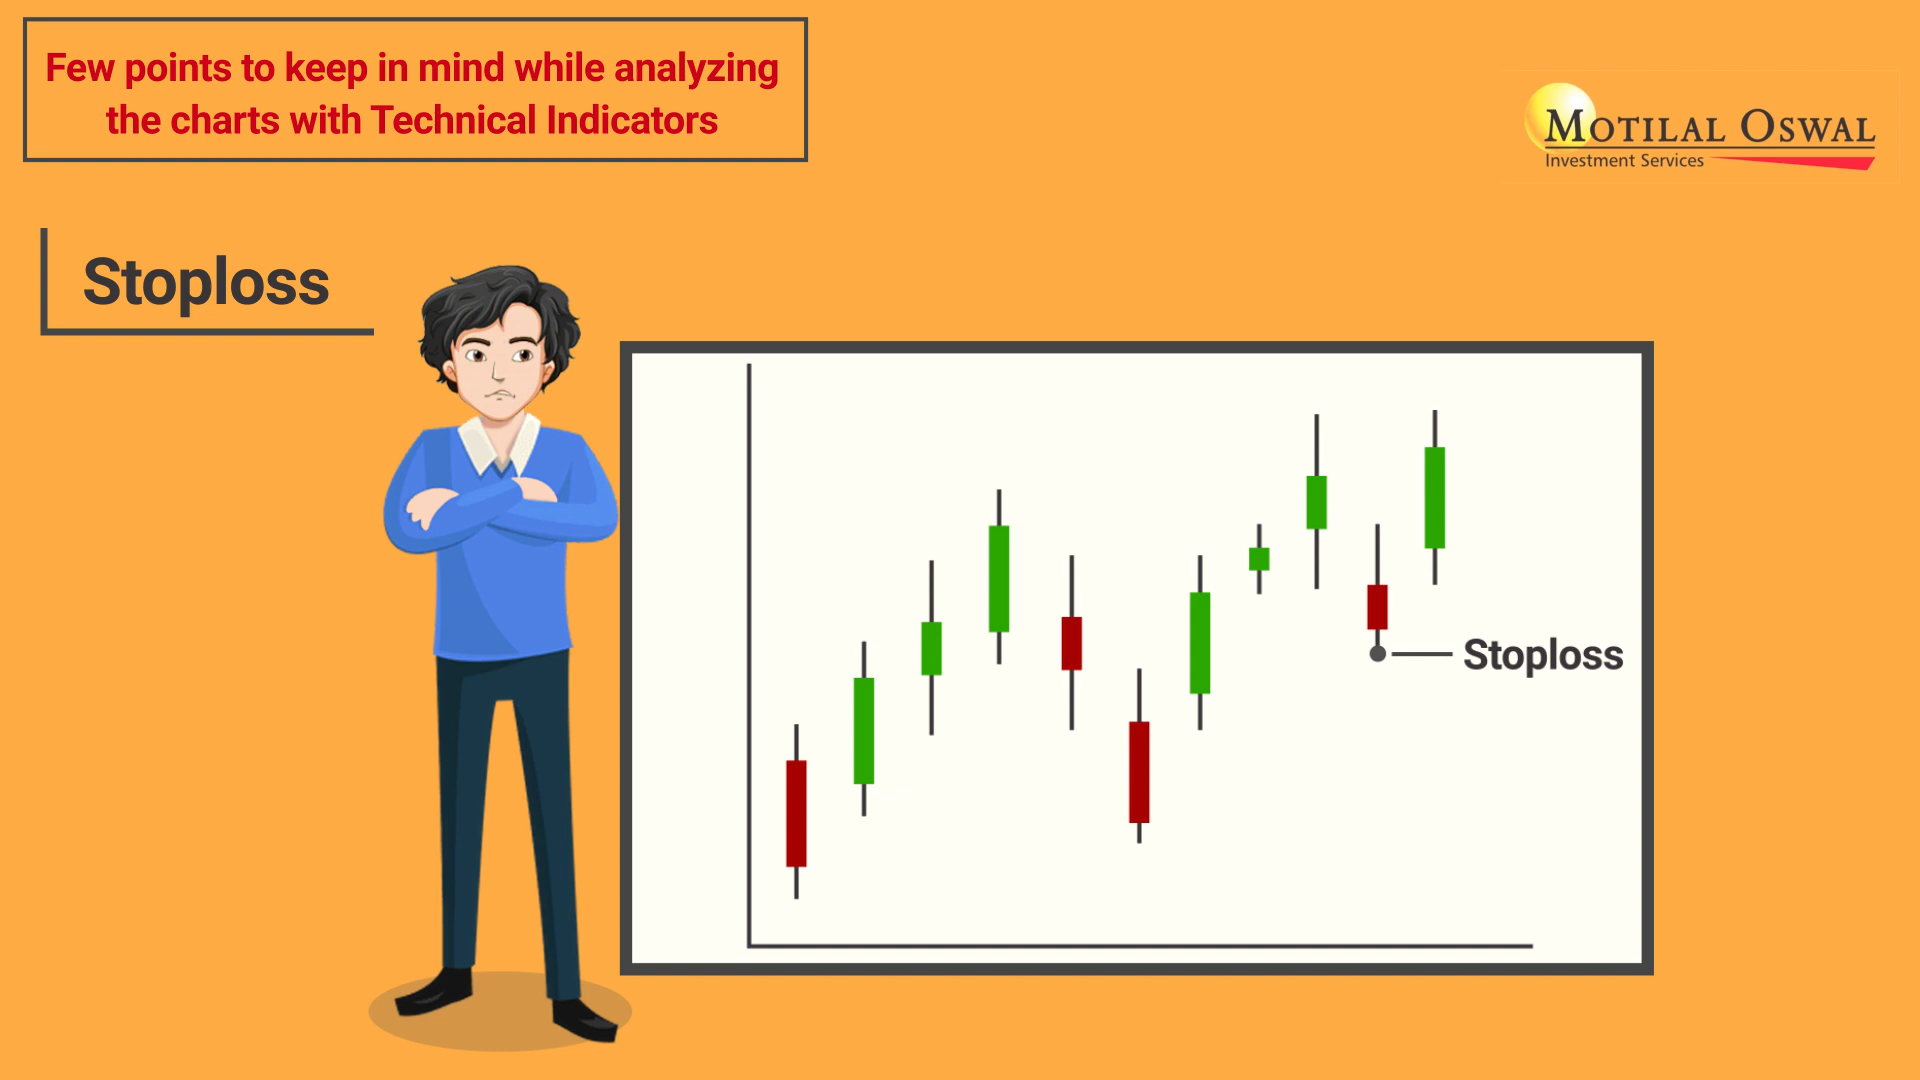 Few points to keep in mind while analyzing
the charts with Technical Indicators
MOTILAL OSWAL
Investment Services
Stoploss
Stoploss